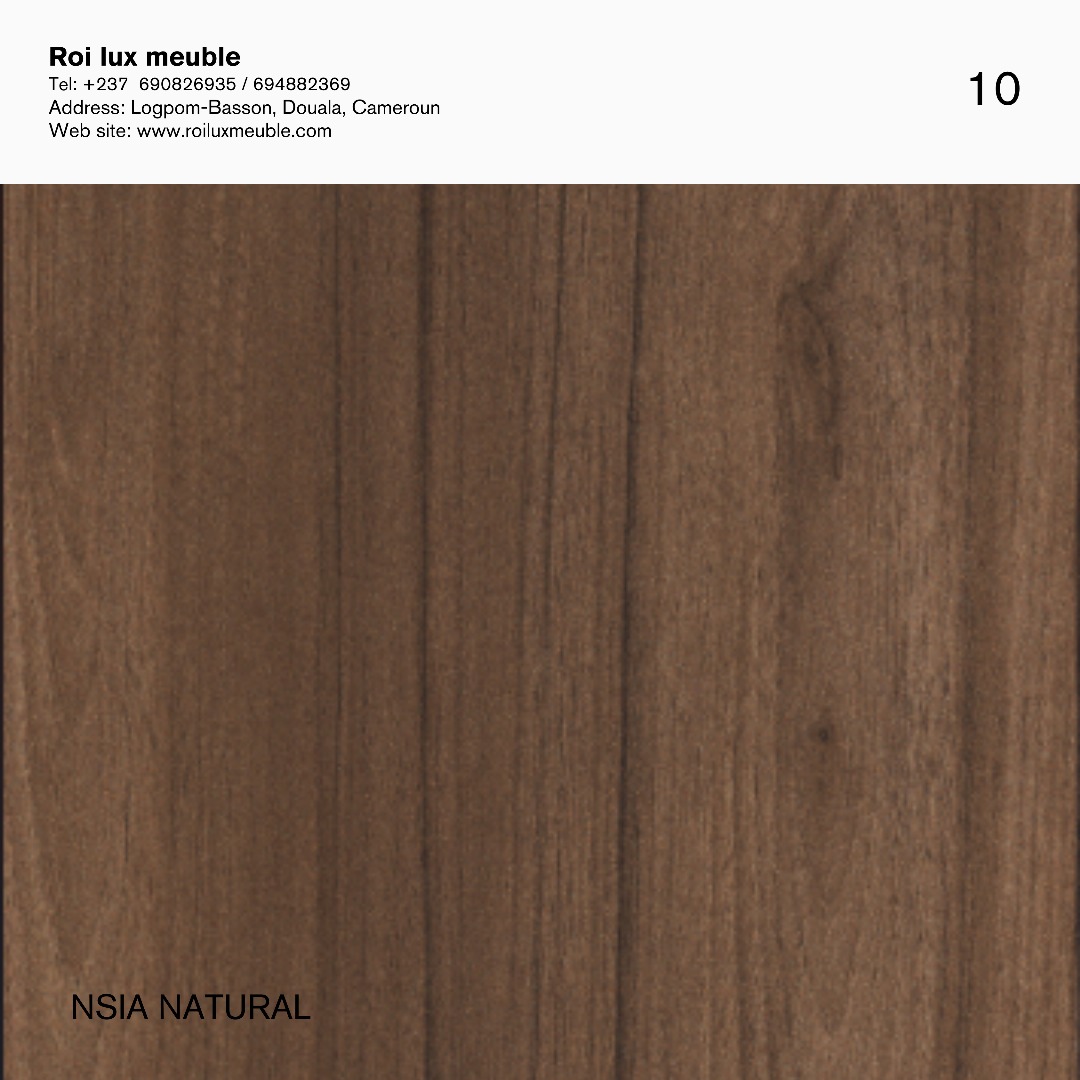 Roi lux meuble
Tel: +237  690826935 / 694882369
Address: Logpom-Basson, Douala, Cameroun
Web site: www.roiluxmeuble.com
10
NSIA NATURAL